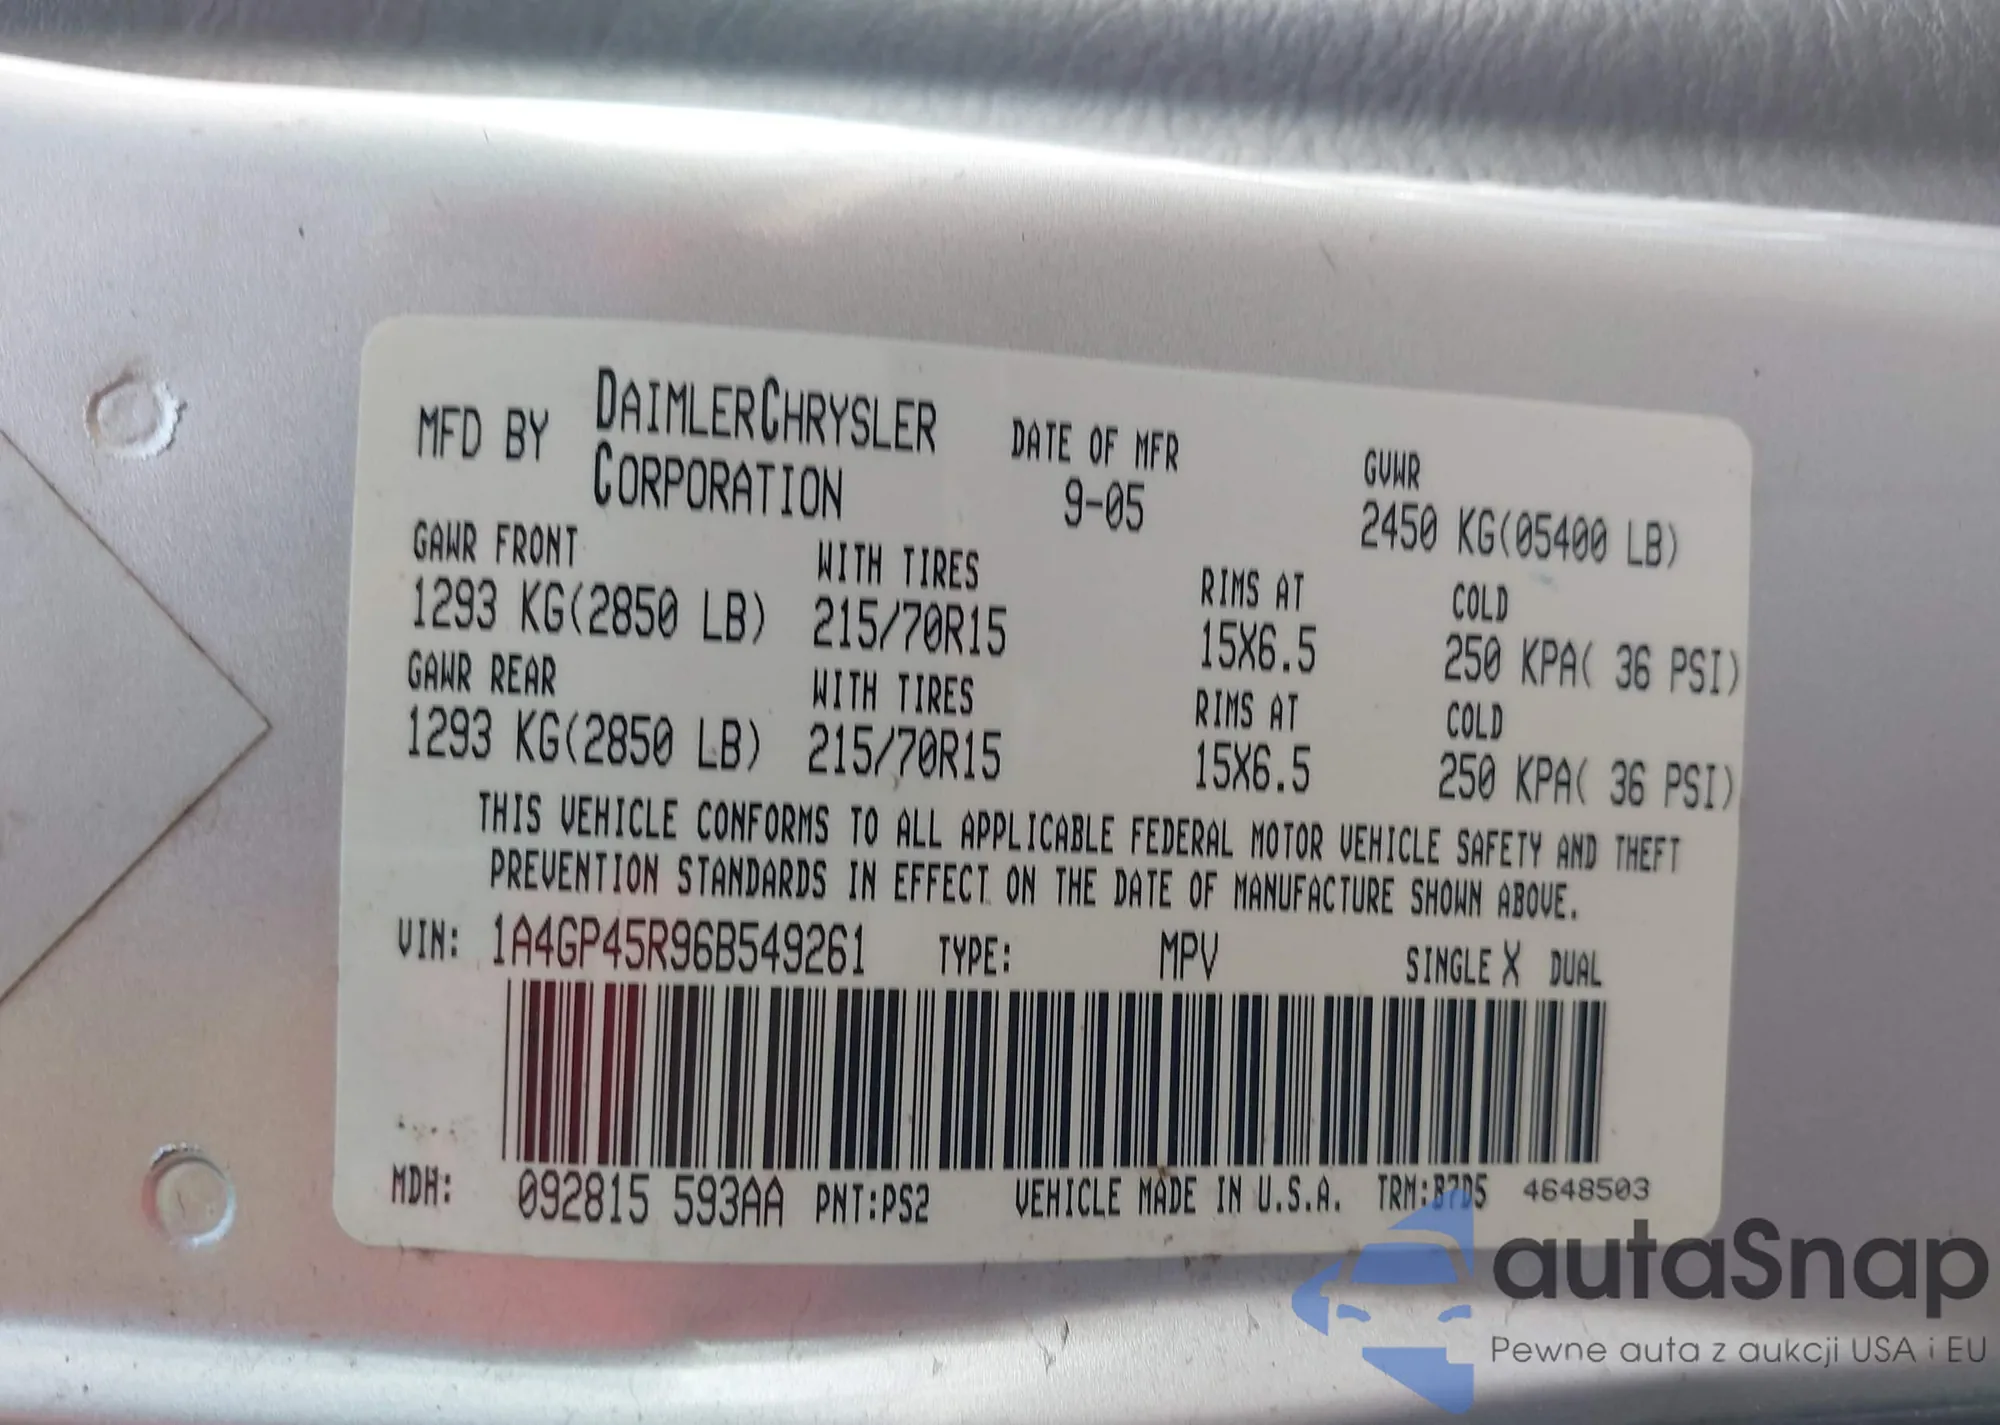 MFD BY DAIMLERCHRYSLER CORPORATION DATE OF MFR 9-05 GVWR 2450 KG(05400 LB)
GAWR FRONT WITH TIRES RIMS AT COLD
1293 KG(2850 LB) 215/70R15 15X6.5 250 KPA( 36 PSI)
GAWR REAR WITH TIRES RIMS AT COLD
1293 KG(2850 LB) 215/70R15 15X6.5 250 KPA( 36 PSI)
THIS VEHICLE CONFORMS TO ALL APPLICABLE FEDERAL MOTOR VEHICLE SAFETY AND THEFT
PREVENTION STANDARDS IN EFFECT ON THE DATE OF MANUFACTURE SHOWN ABOVE.
VIN: 1A4GP45R96B549261 TYPE: MPV SINGLE X DUAL
MDH: 092815 593AA PNT:PS2 VEHICLE MADE IN U.S.A. TRM:B7D5 4648503
autaSnap
Pewne auta z aukcji USA i EU